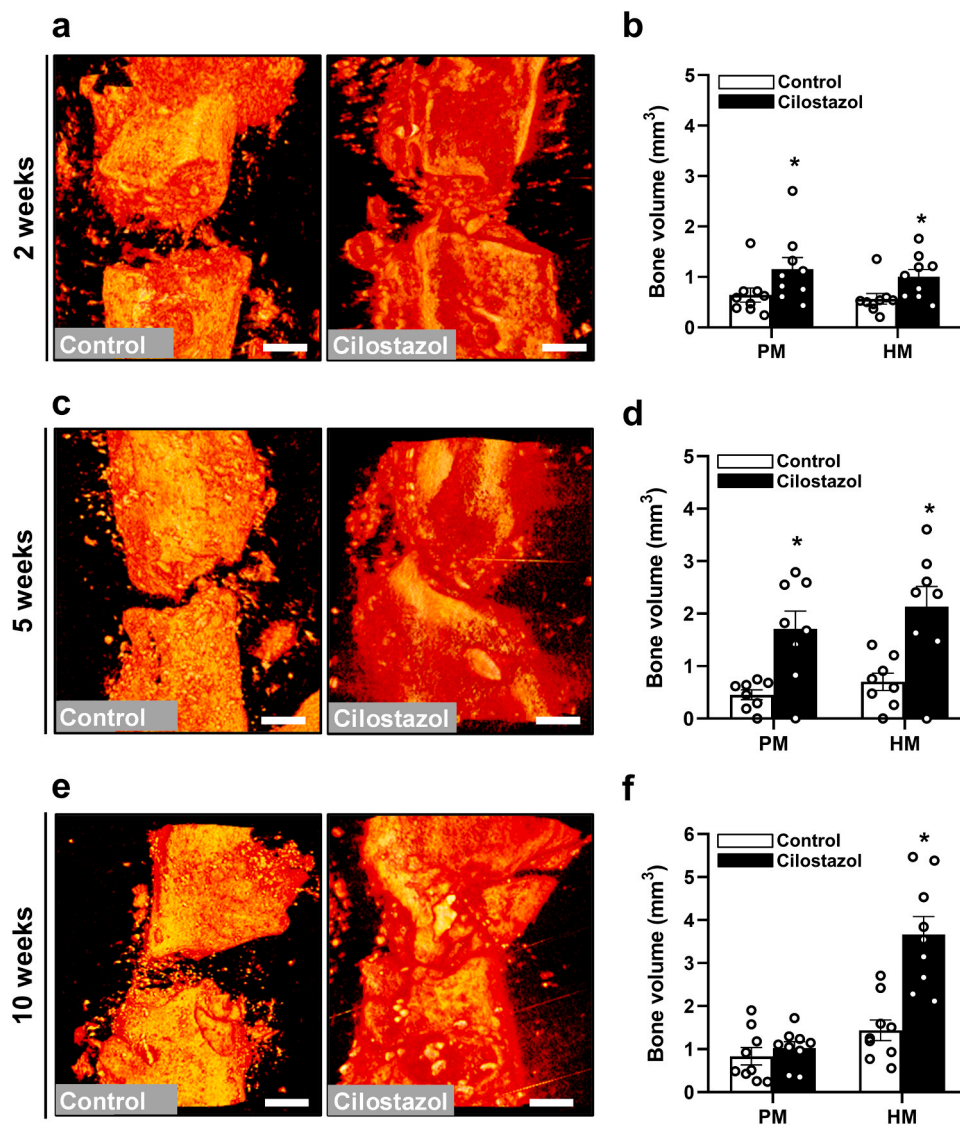 a
2 weeks
Control
Cilostazol
b
Bone volume (mm³)
5
4
3
2
1
0
Control
Cilostazol
*
*
PM
HM
c
5 weeks
Control
Cilostazol
d
Bone volume (mm³)
5
4
3
2
1
0
Control
Cilostazol
*
*
PM
HM
e
10 weeks
Control
Cilostazol
f
Bone volume (mm³)
6
5
4
3
2
1
0
Control
Cilostazol
*
PM
HM